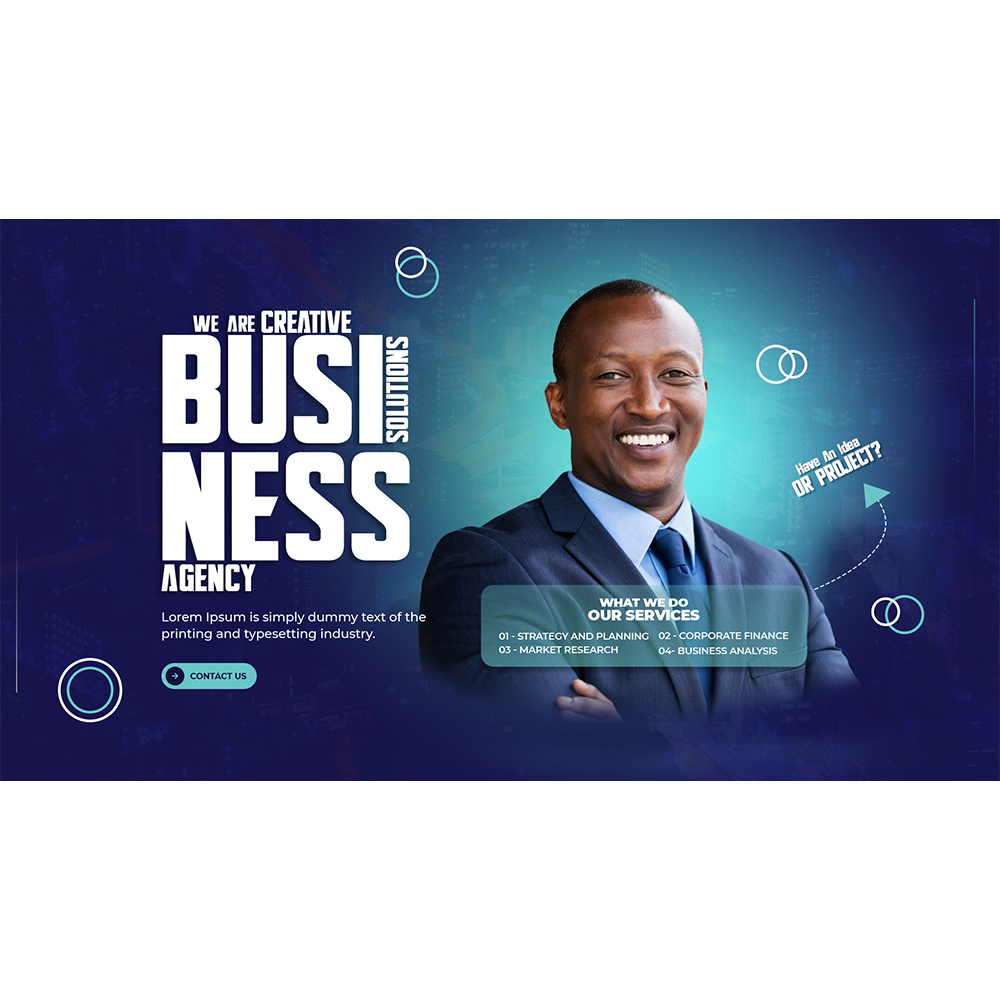 WE ARE CREATIVE
BUSI
SOLUTIONS
NESS
AGENCY
Lorem Ipsum is simply dummy text of the
printing and typesetting industry.
CONTACT US
Have An Idea
OR PROJECT?
WHAT WE DO
OUR SERVICES
01 - STRATEGY AND PLANNING 02 - CORPORATE FINANCE
03 - MARKET RESEARCH 04- BUSINESS ANALYSIS